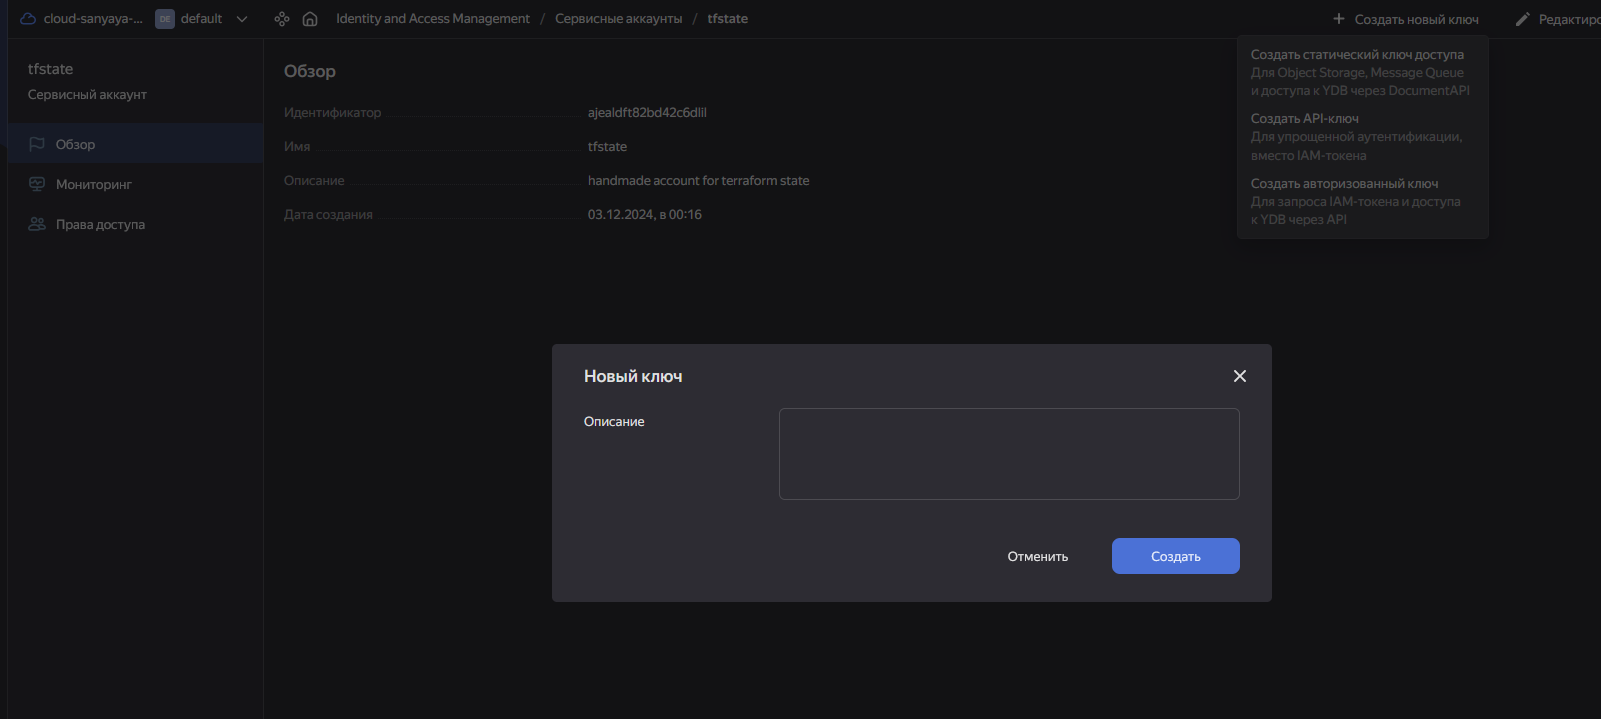 cloud-sanyaya-...
DE
default
Identity and Access Management / Сервисные аккаунты / tfstate
Создать новый ключ
Редактиро
tfstate
Сервисный аккаунт
Обзор
Мониторинг
Права доступа
Обзор
Идентификатор ajealdft82bd42c6dlil
Имя tfstate
Описание handmade account for terraform state
Дата создания 03.12.2024, в 00:16
Создать статический ключ доступа
Для Object Storage, Message Queue
и доступа к YDB через DocumentAPI
Создать API-ключ
Для упрощенной аутентификации,
вместо IAM-токена
Создать авторизованный ключ
Для запроса IAM-токена и доступа
к YDB через API
Новый ключ
Описание
Отменить
Создать